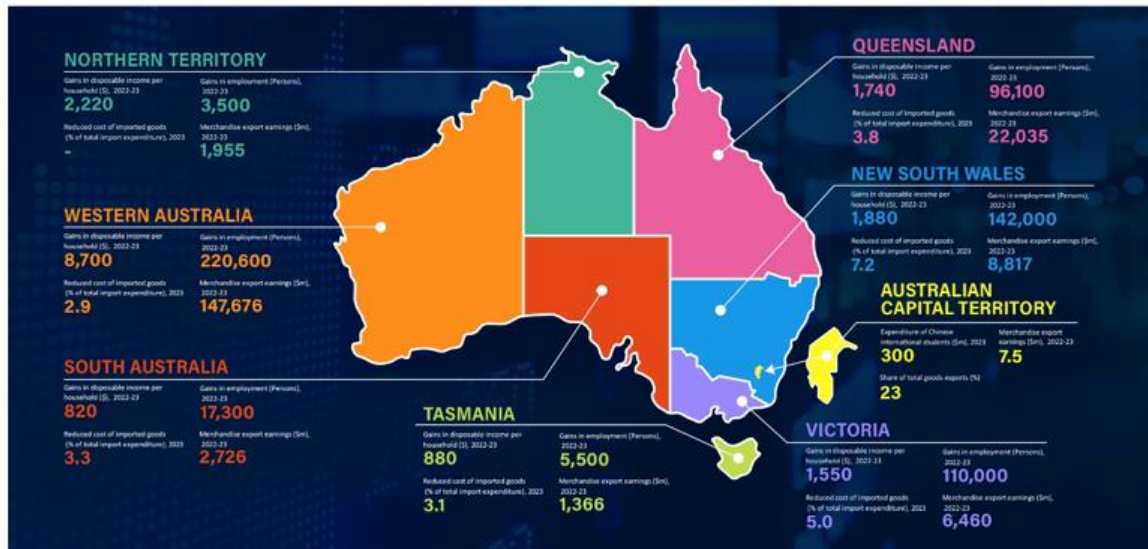 NORTHERN TERRITORY
Gains in disposable income per
household ($), 2022-23
2,220
Gains in employment (Persons),
2022-23
3,500
Reduced cost of imported goods
(% of total import expenditure), 2023
-
Merchandise export earnings ($m),
2022-23
1,955
WESTERN AUSTRALIA
Gains in disposable income per
household ($), 2022-23
8,700
Gains in employment (Persons),
2022-23
220,600
Reduced cost of imported goods
(% of total import expenditure), 2023
2.9
Merchandise export earnings ($m),
2022-23
147,676
SOUTH AUSTRALIA
Gains in disposable income per
household ($), 2022-23
820
Gains in employment (Persons),
2022-23
17,300
Reduced cost of imported goods
(% of total import expenditure), 2023
3.3
Merchandise export earnings ($m),
2022-23
2,726
TASMANIA
Gains in disposable income per
household ($), 2022-23
880
Gains in employment (Persons),
2022-23
5,500
Reduced cost of imported goods
(% of total import expenditure), 2023
3.1
Merchandise export earnings ($m),
2022-23
1,366
QUEENSLAND
Gains in disposable income per
household ($), 2022-23
1,740
Gains in employment (Persons),
2022-23
96,100
Reduced cost of imported goods
(% of total import expenditure), 2023
3.8
Merchandise export earnings ($m),
2022-23
22,035
NEW SOUTH WALES
Gains in disposable income per
household ($), 2022-23
1,880
Gains in employment (Persons),
2022-23
142,000
Reduced cost of imported goods
(% of total import expenditure), 2023
7.2
Merchandise export earnings ($m),
2022-23
8,817
AUSTRALIAN
CAPITAL TERRITORY
Expenditure of Chinese
international students ($m), 2023
300
Merchandise export
earnings ($m), 2022-23
7.5
Share of total goods exports (%)
23
VICTORIA
Gains in disposable income per
household ($), 2022-23
1,550
Gains in employment (Persons),
2022-23
110,000
Reduced cost of imported goods
(% of total import expenditure), 2023
5.0
Merchandise export earnings ($m),
2022-23
6,460